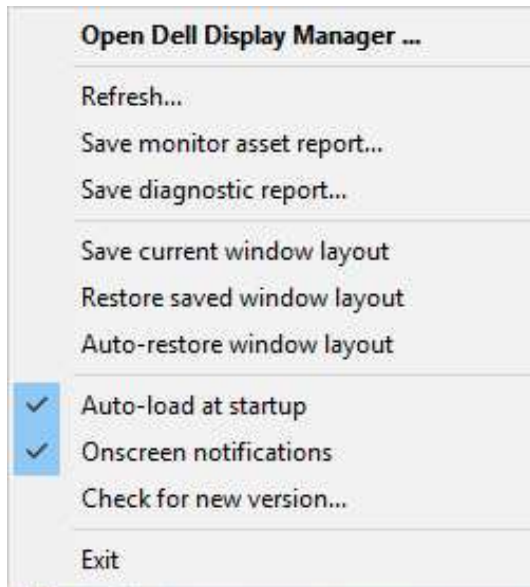 Open Dell Display Manager ...
Refresh...
Save monitor asset report...
Save diagnostic report...
Save current window layout
Restore saved window layout
Auto-restore window layout
Auto-load at startup
Onscreen notifications
Check for new version...
Exit